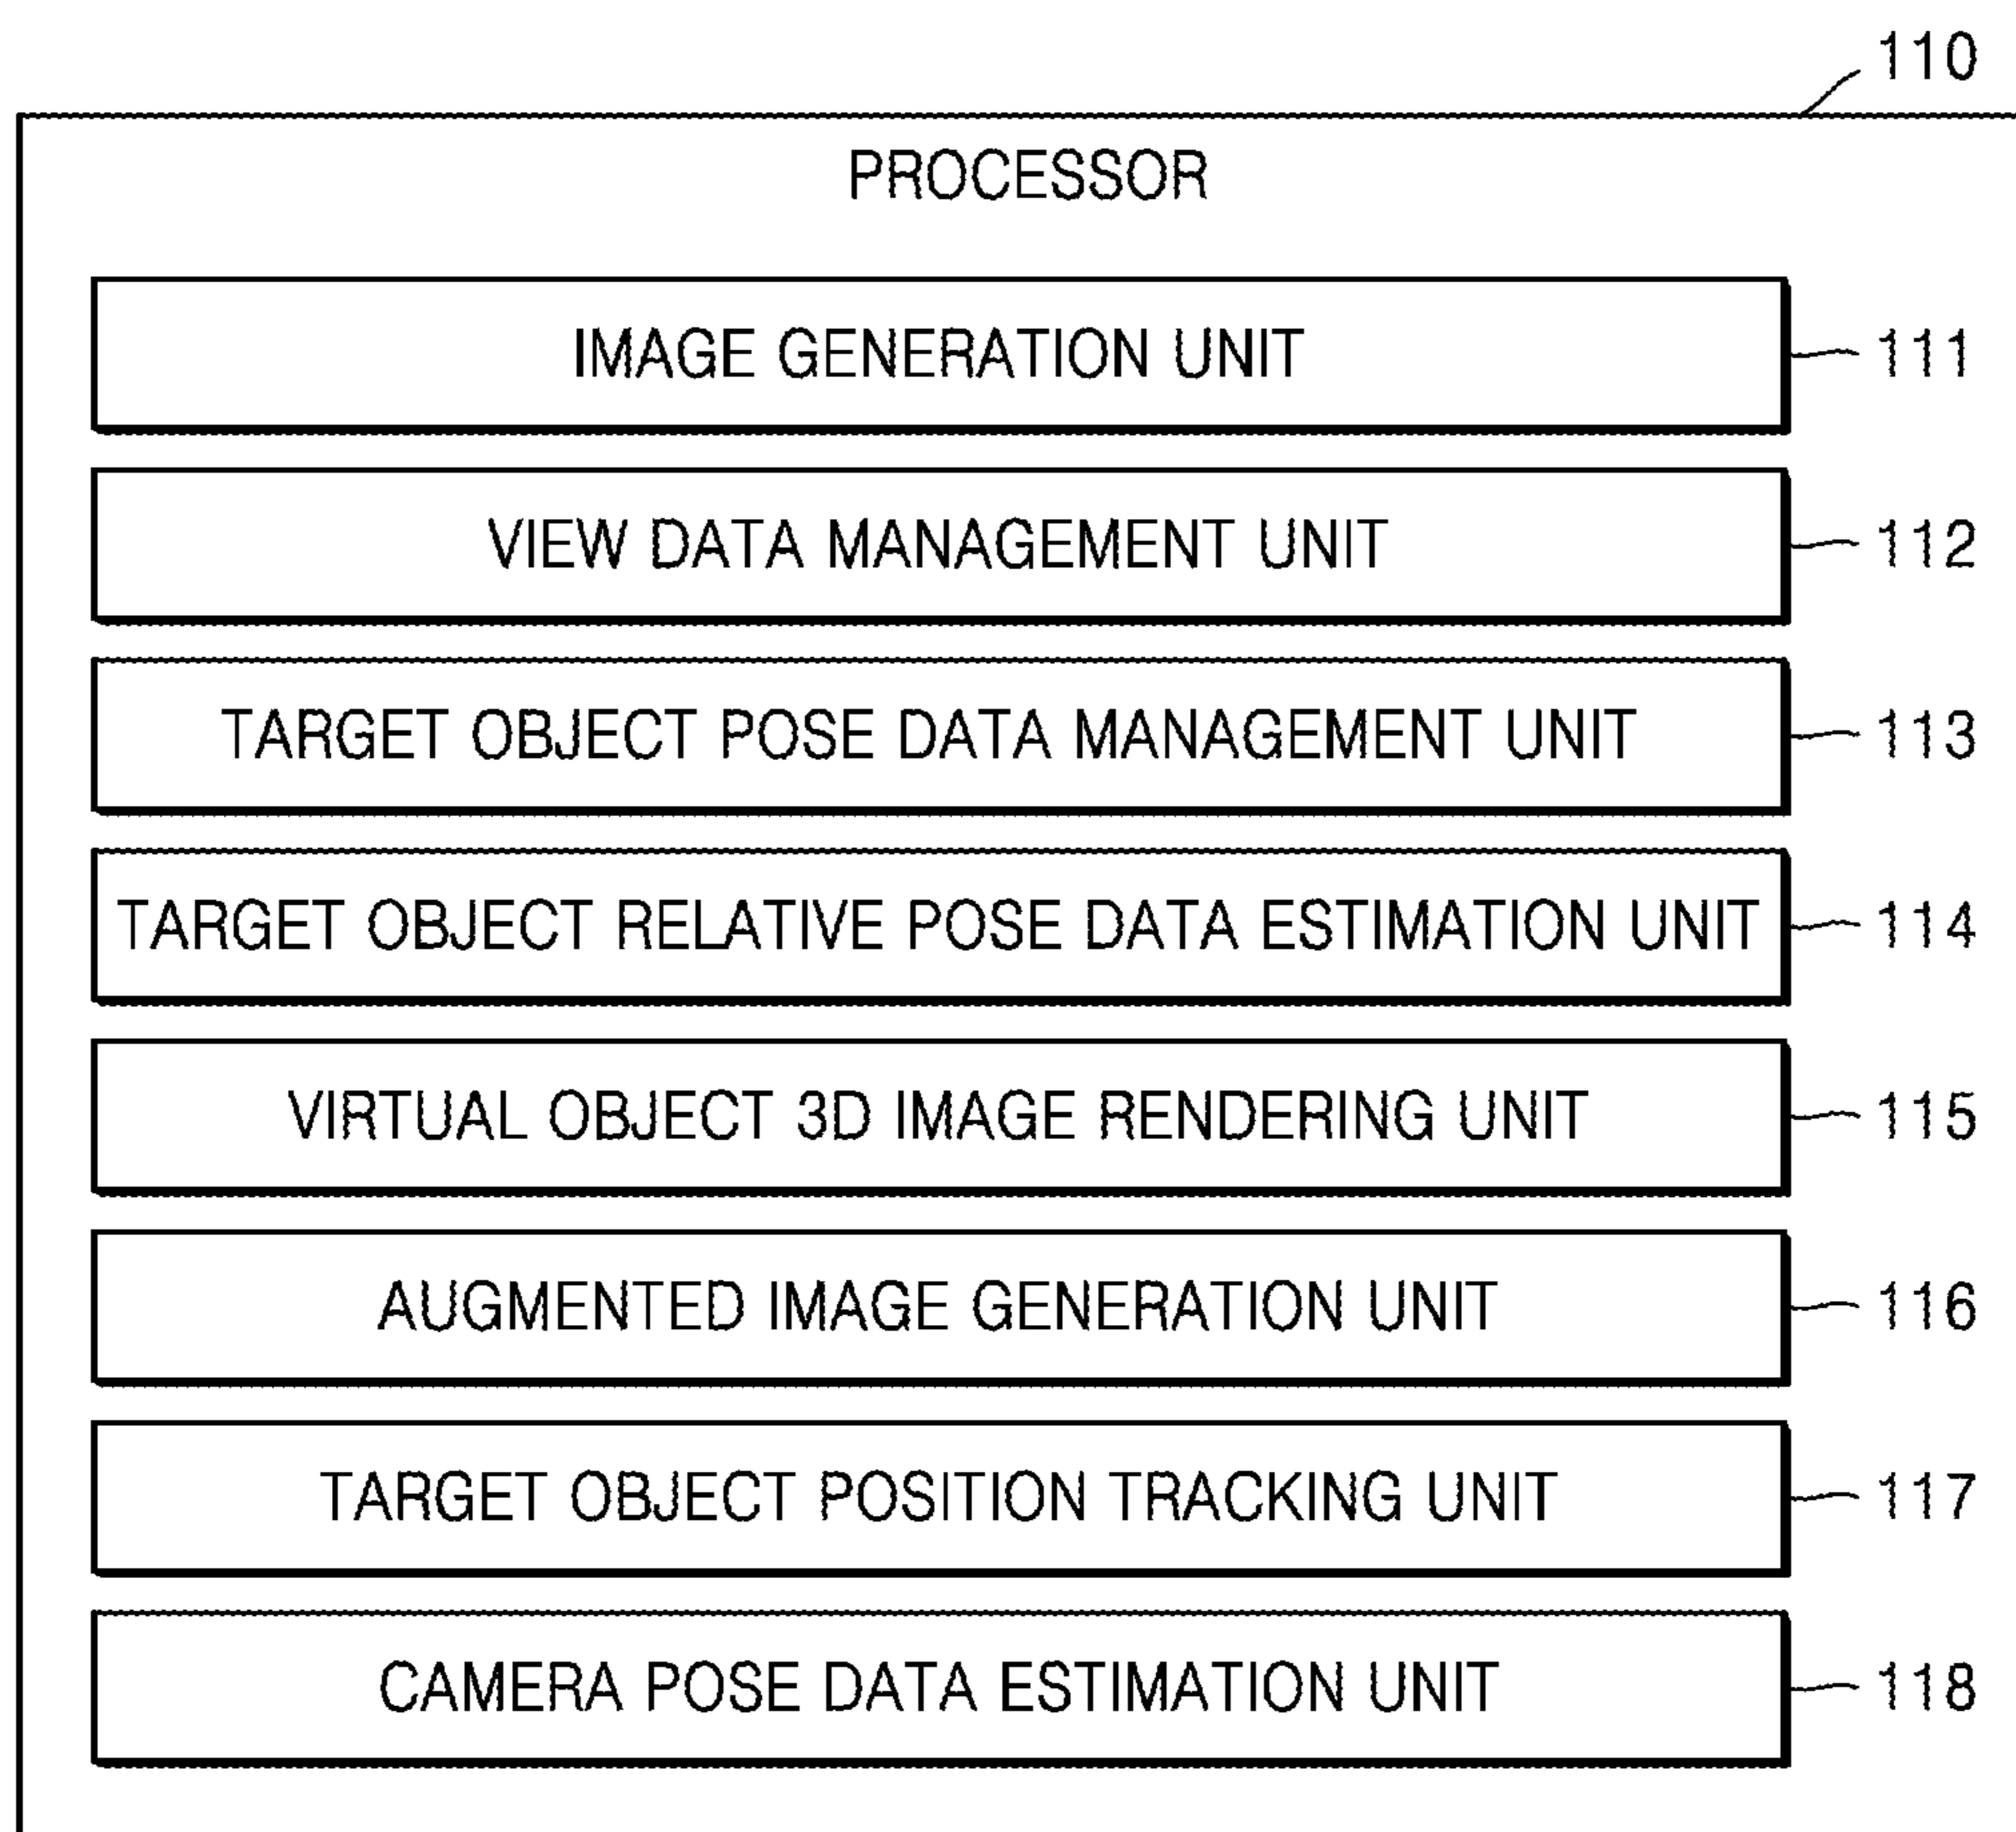 110
PROCESSOR
IMAGE GENERATION UNIT 111
VIEW DATA MANAGEMENT UNIT 112
TARGET OBJECT POSE DATA MANAGEMENT UNIT 113
TARGET OBJECT RELATIVE POSE DATA ESTIMATION UNIT 114
VIRTUAL OBJECT 3D IMAGE RENDERING UNIT 115
AUGMENTED IMAGE GENERATION UNIT 116
TARGET OBJECT POSITION TRACKING UNIT 117
CAMERA POSE DATA ESTIMATION UNIT 118